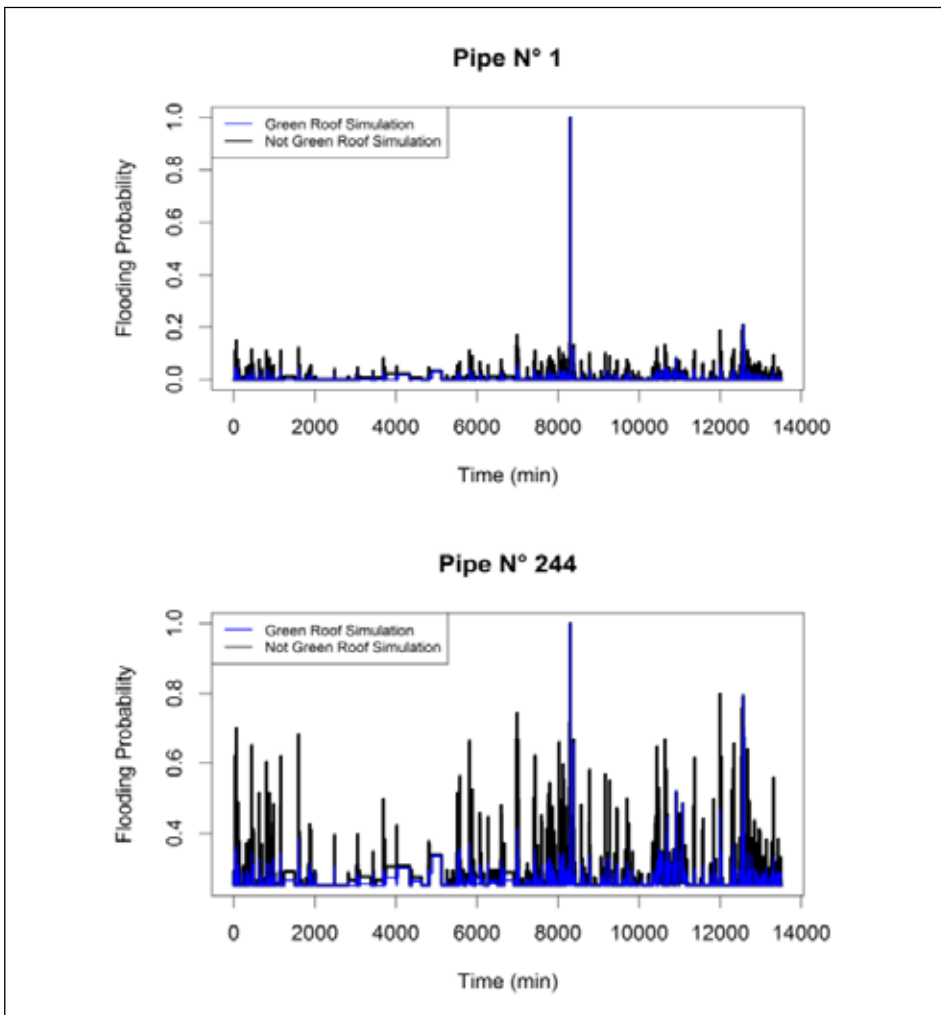 Pipe N° 1
Green Roof Simulation
Not Green Roof Simulation
Flooding Probability
1.0
0.8
0.6
0.4
0.2
0.0
0 2000 4000 6000 8000 10000 12000 14000
Time (min)
Pipe N° 244
Green Roof Simulation
Not Green Roof Simulation
Flooding Probability
1.0
0.8
0.6
0.4
0 2000 4000 6000 8000 10000 12000 14000
Time (min)